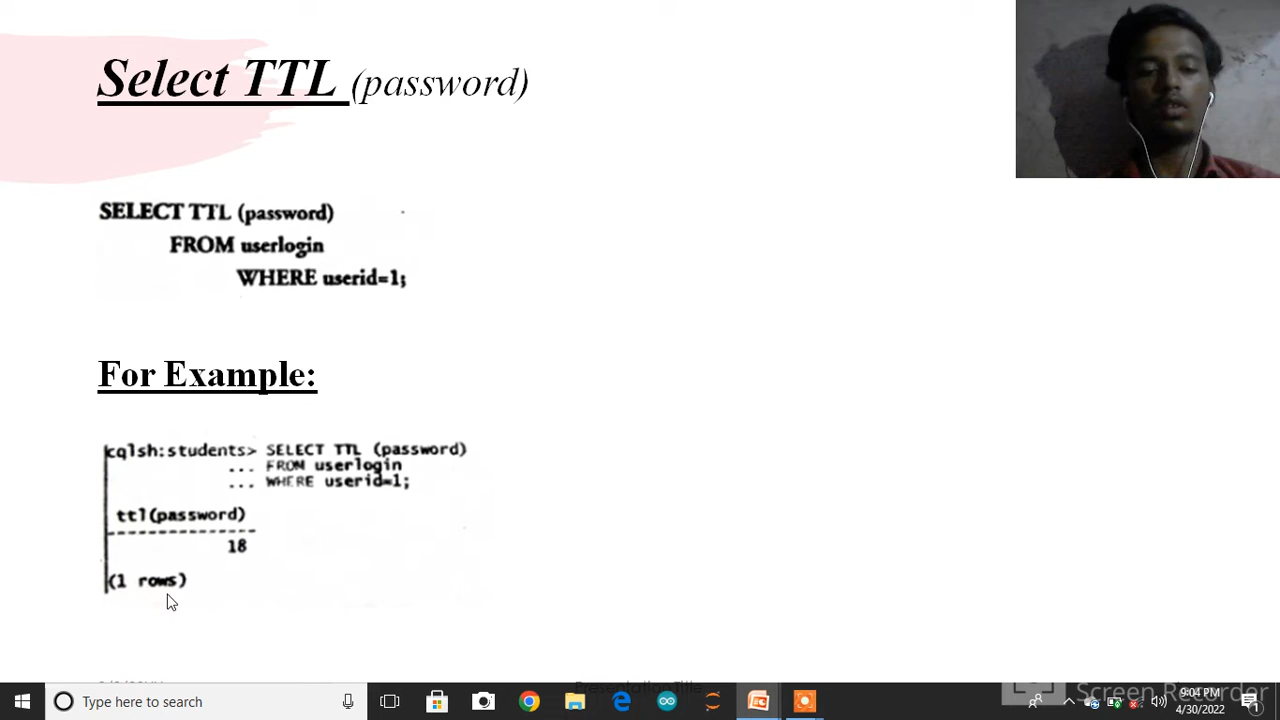 Select TTL (password)
SELECT TTL (password)
FROM userlogin
WHERE userid=1;
For Example:
cqlsh:students> SELECT TTL (password)
... FROM userlogin
... WHERE userid=1;
ttl(password)
---------------
18
(1 rows)
Presentation Title
Screen Recorder
Type here to search
9:04 PM
4/30/2022